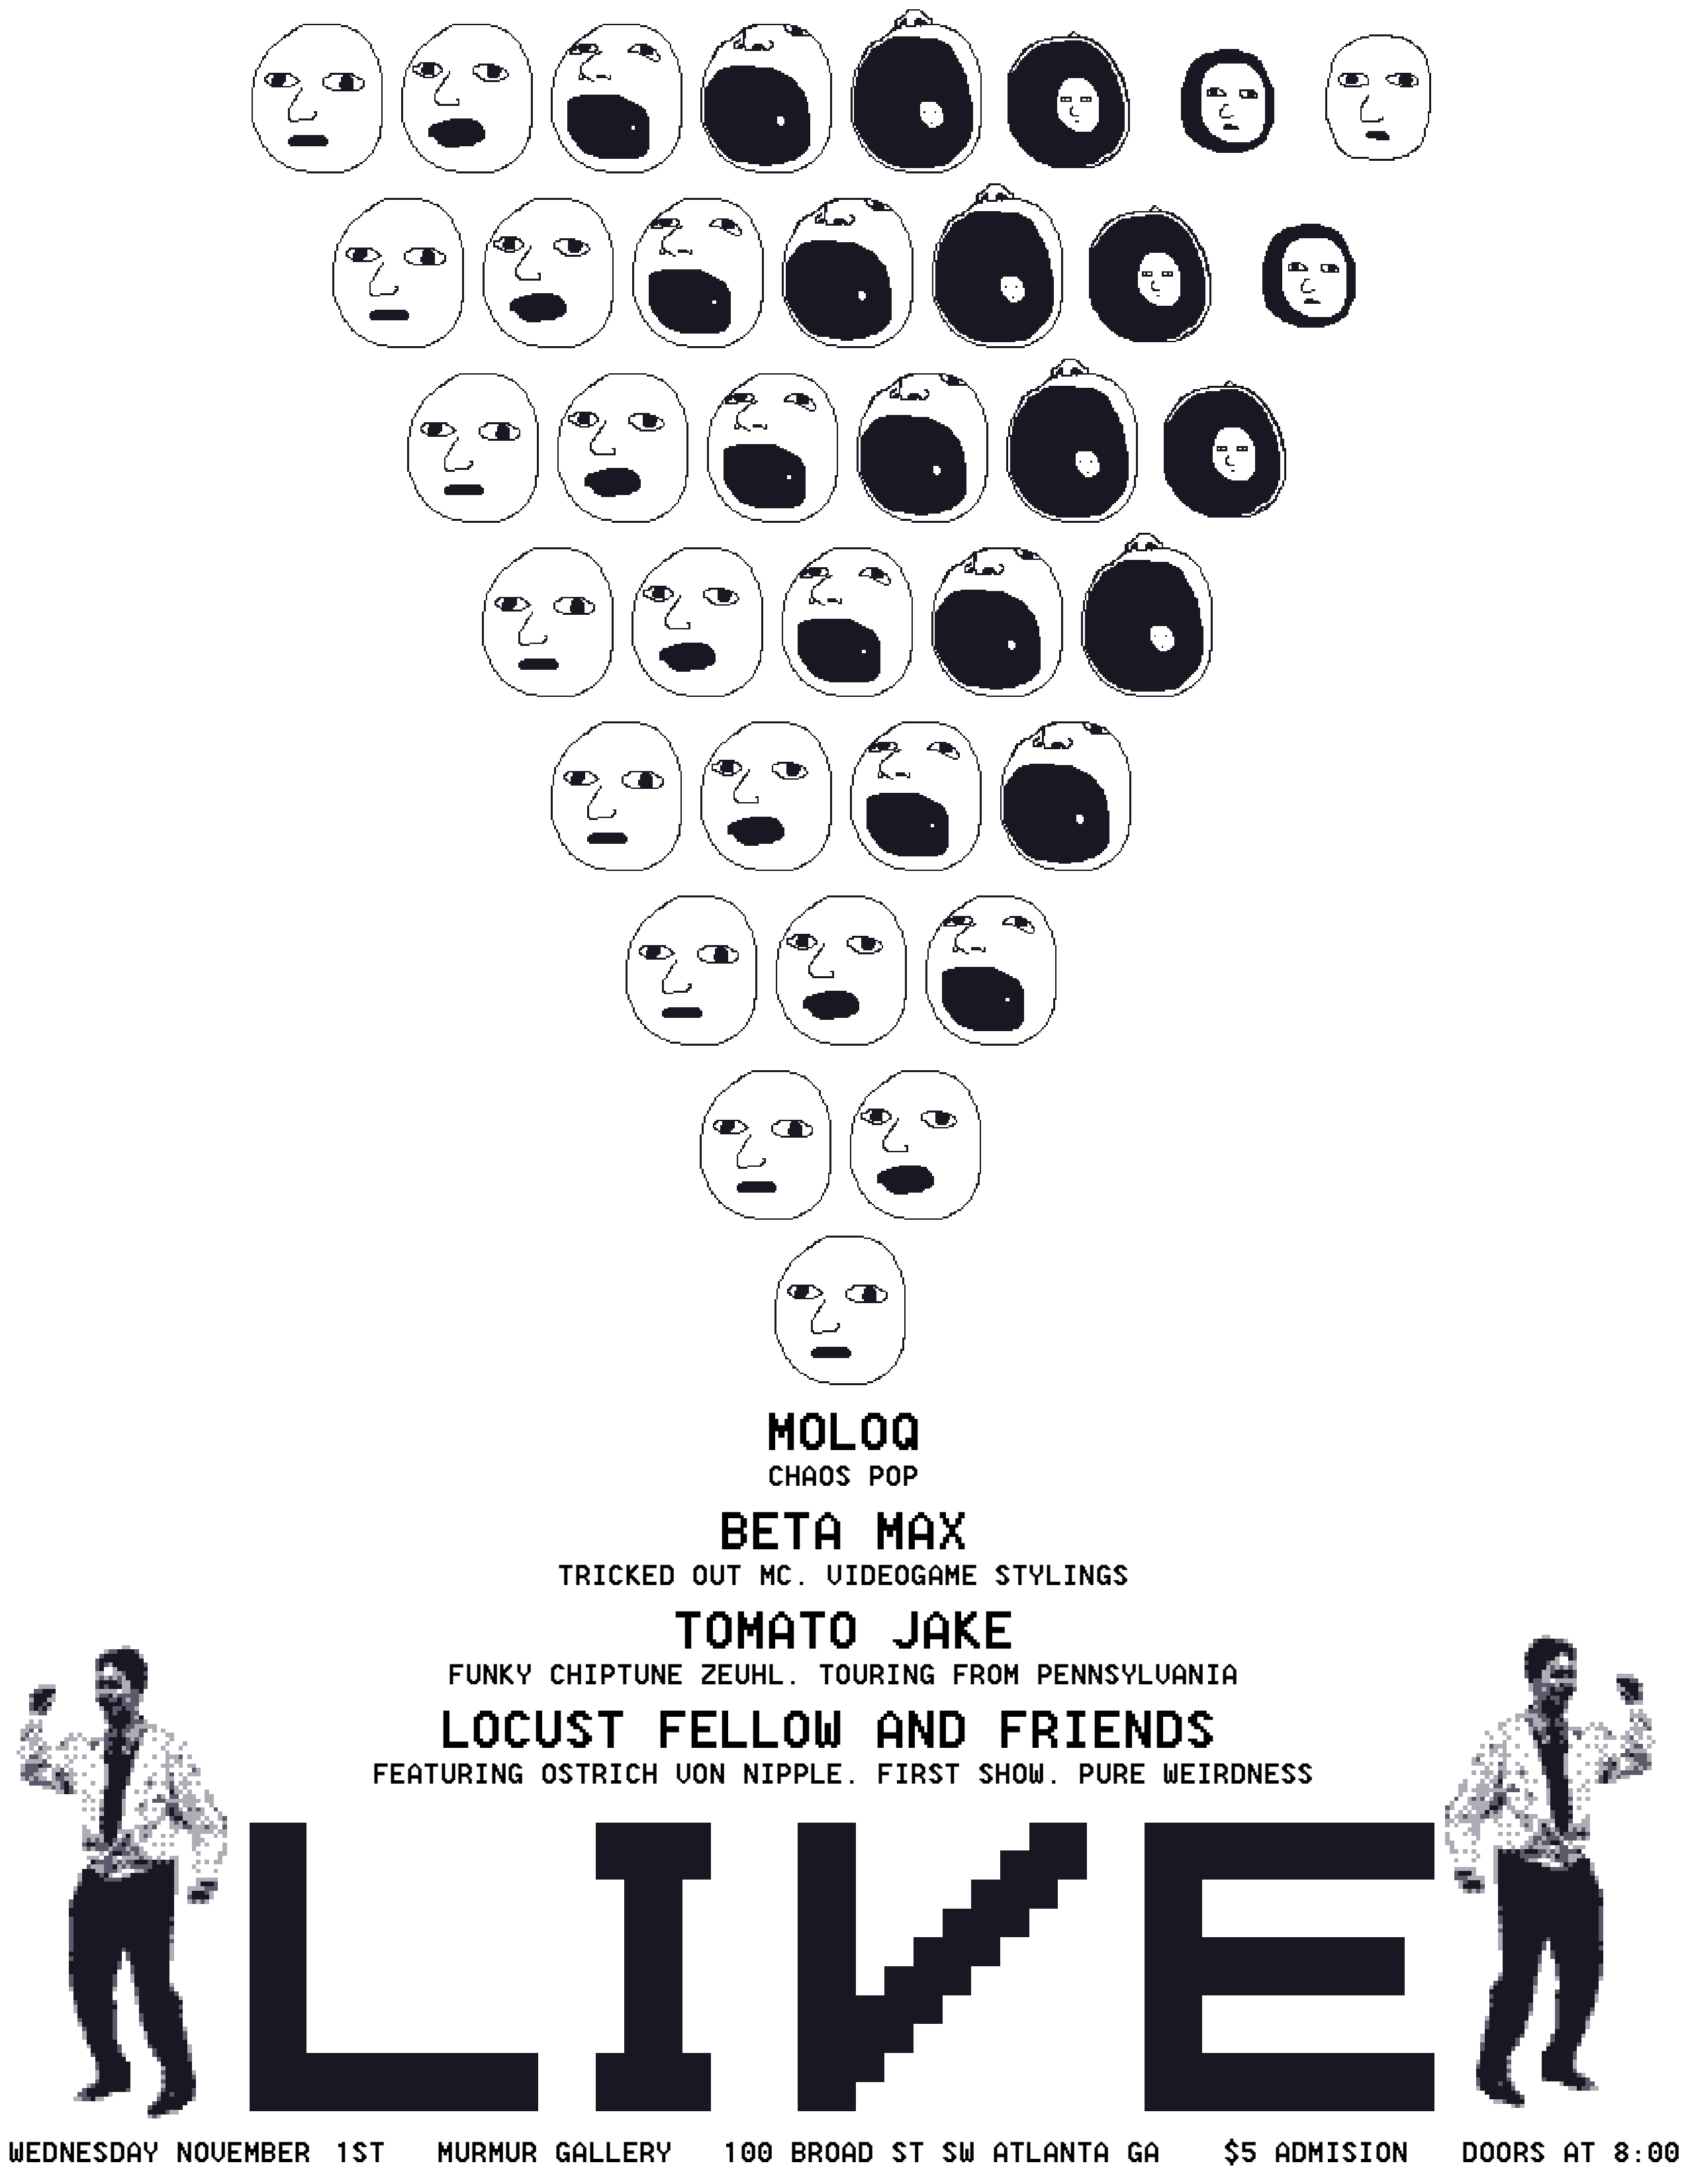 MOLOQ
CHAOS POP
BETA MAX
TRICKED OUT MC. VIDEOGAME STYLINGS
TOMATO JAKE
FUNKY CHIPTUNE ZEUHL. TOURING FROM PENNSYLVANIA
LOCUST FELLOW AND FRIENDS
FEATURING OSTRICH VON NIPPLE. FIRST SHOW. PURE WEIRDNESS
LIVE
WEDNESDAY NOVEMBER 1ST MURMUR GALLERY 100 BROAD ST SW ATLANTA GA $5 ADMISION DOORS AT 8:00